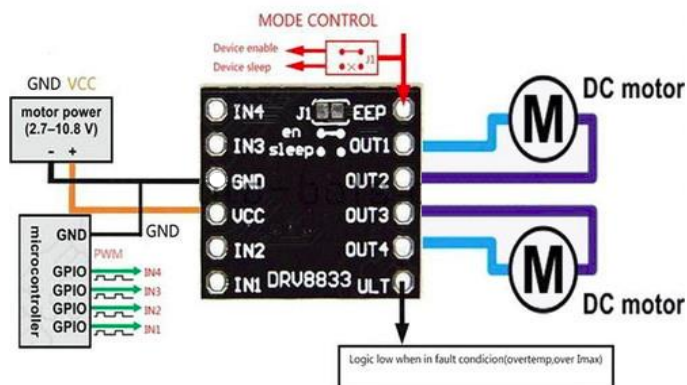 MODE CONTROL
Device enable
Device sleep
J1
GND VCC
motor power
(2.7–10.8 V)
- +
DC motor
M
IN4 J1 EEP
en
IN3 sleep OUT1
GND OUT2
VCC OUT3
IN2 OUT4
IN1 DRV8833 ULT
GND
microcontroller
GND
PWM
GPIO IN4
GPIO IN3
GPIO IN2
GPIO IN1
M
DC motor
Logic low when in fault condicion(overtemp,over Imax)